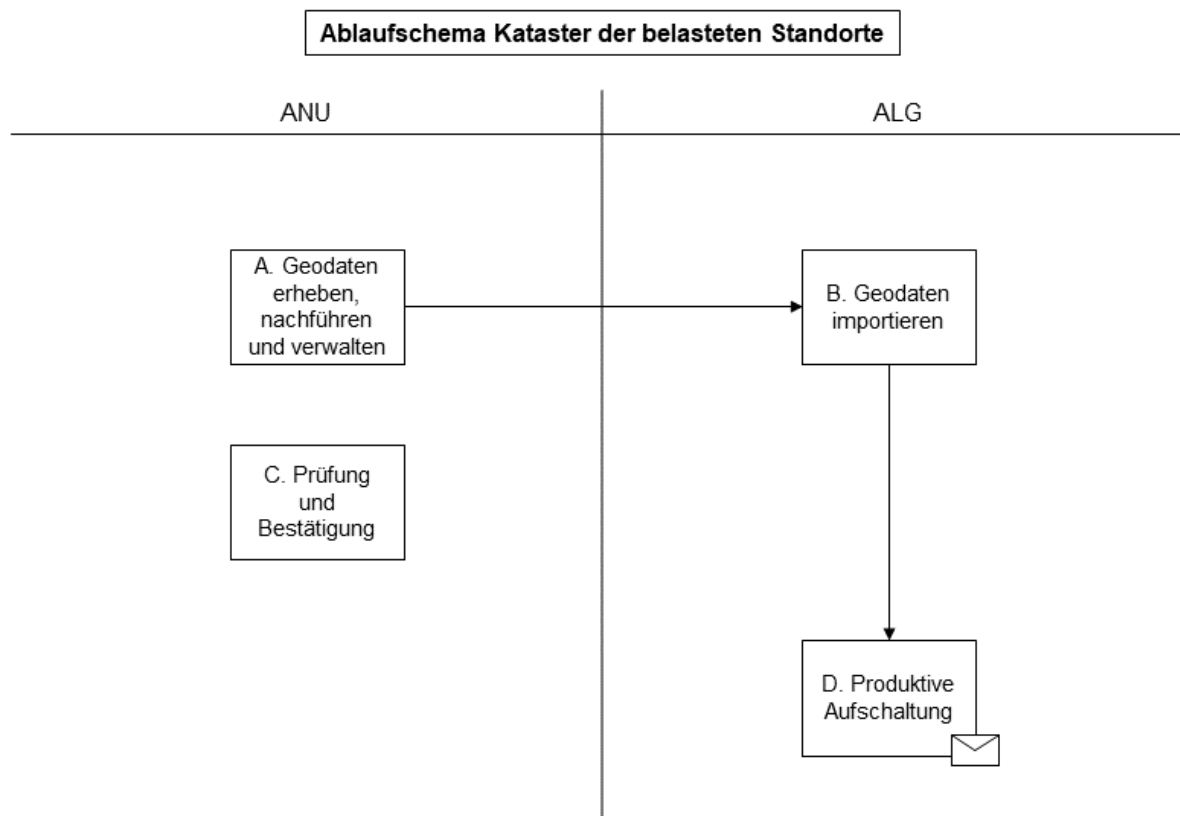 Ablaufschema Kataster der belasteten Standorte
ANU
ALG
A. Geodaten
erheben,
nachführen
und verwalten
B. Geodaten
importieren
C. Prüfung
und
Bestätigung
D. Produktive
Aufschaltung